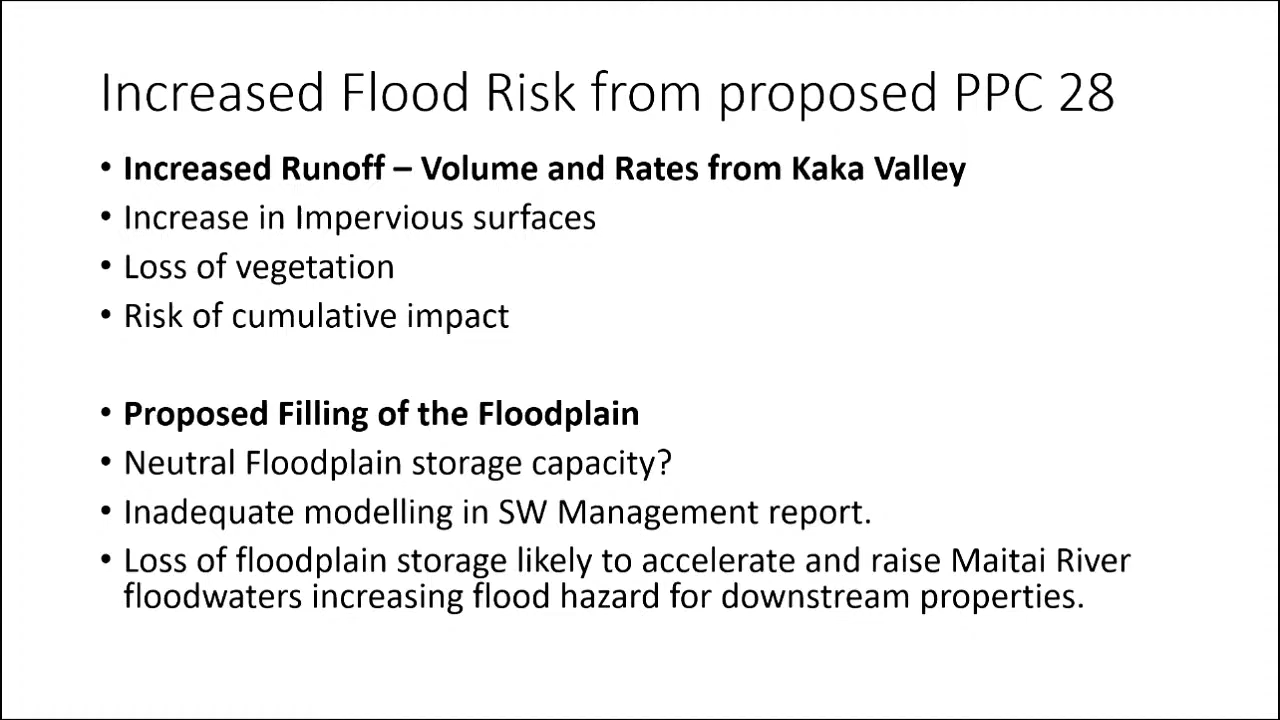 Increased Flood Risk from proposed PPC 28
• Increased Runoff – Volume and Rates from Kaka Valley
• Increase in Impervious surfaces
• Loss of vegetation
• Risk of cumulative impact
• Proposed Filling of the Floodplain
• Neutral Floodplain storage capacity?
• Inadequate modelling in SW Management report.
• Loss of floodplain storage likely to accelerate and raise Maitai River
floodwaters increasing flood hazard for downstream properties.